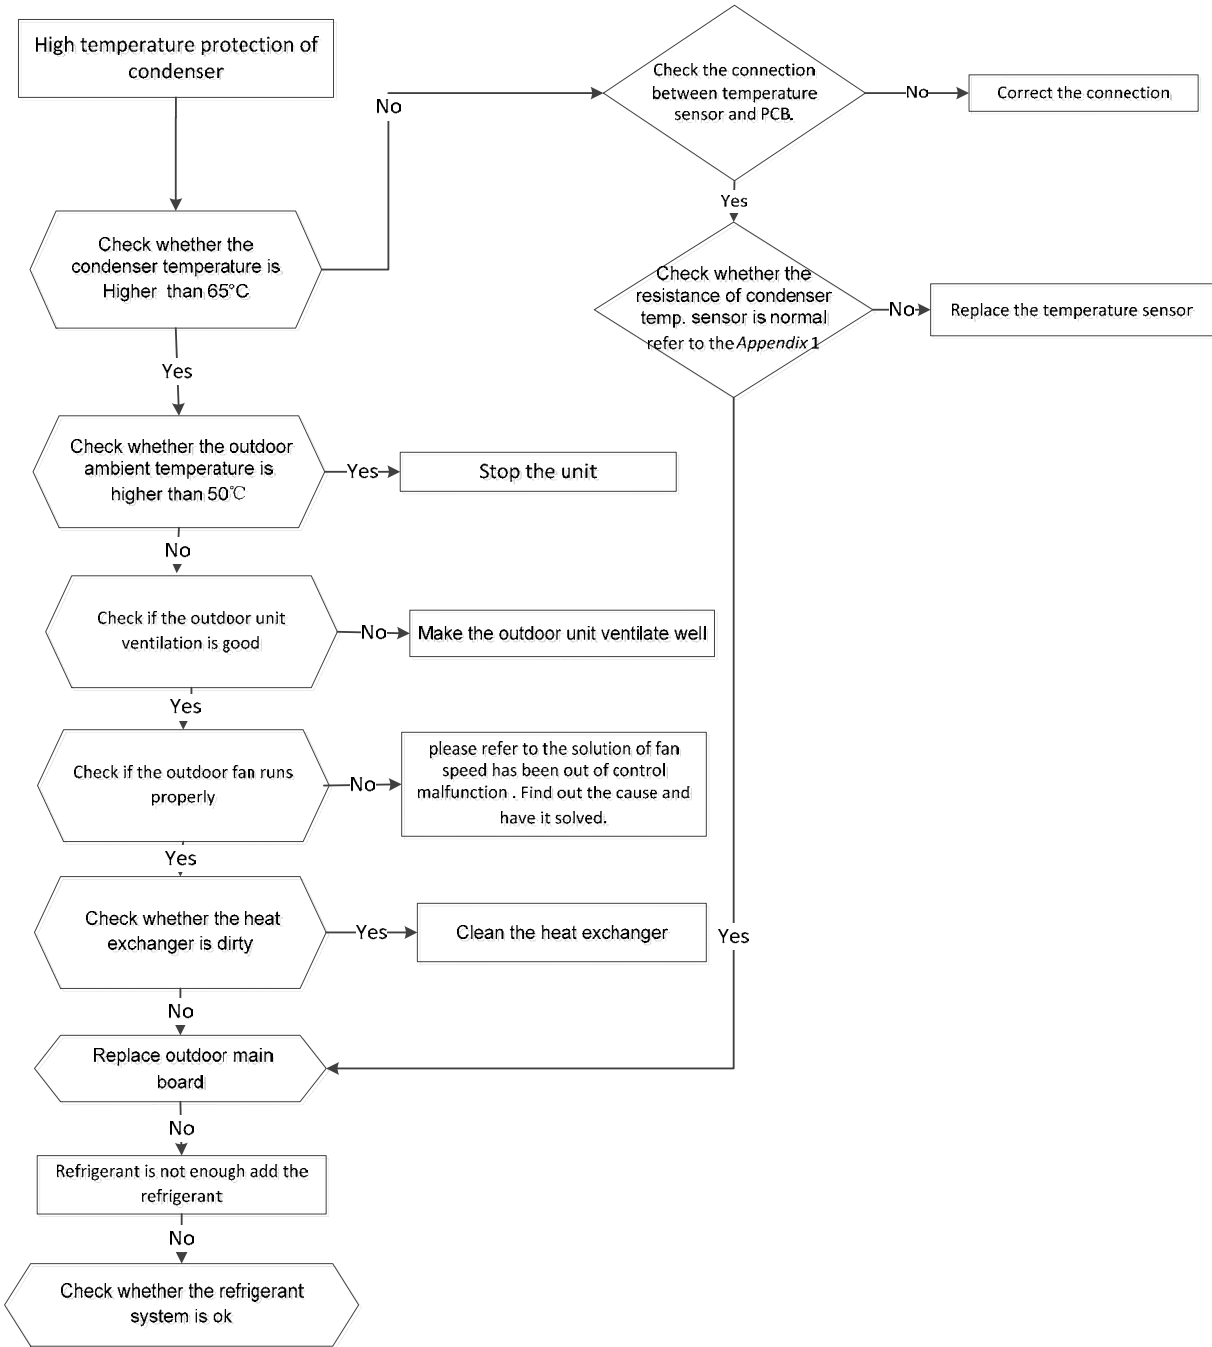 High temperature protection of
condenser
No
Check the connection
between temperature
sensor and PCB.
No
Correct the connection
Yes
Check whether the
condenser temperature is
Higher than 65°C
Check whether the
resistance of condenser
temp. sensor is normal
refer to the Appendix 1
No
Replace the temperature sensor
Yes
Check whether the outdoor
ambient temperature is
higher than 50℃
Yes
Stop the unit
No
Check if the outdoor unit
ventilation is good
No
Make the outdoor unit ventilate well
Yes
Check if the outdoor fan runs
properly
No
please refer to the solution of fan
speed has been out of control
malfunction . Find out the cause and
have it solved.
Yes
Check whether the heat
exchanger is dirty
Yes
Clean the heat exchanger
Yes
No
Replace outdoor main
board
No
Refrigerant is not enough add the
refrigerant
No
Check whether the refrigerant
system is ok